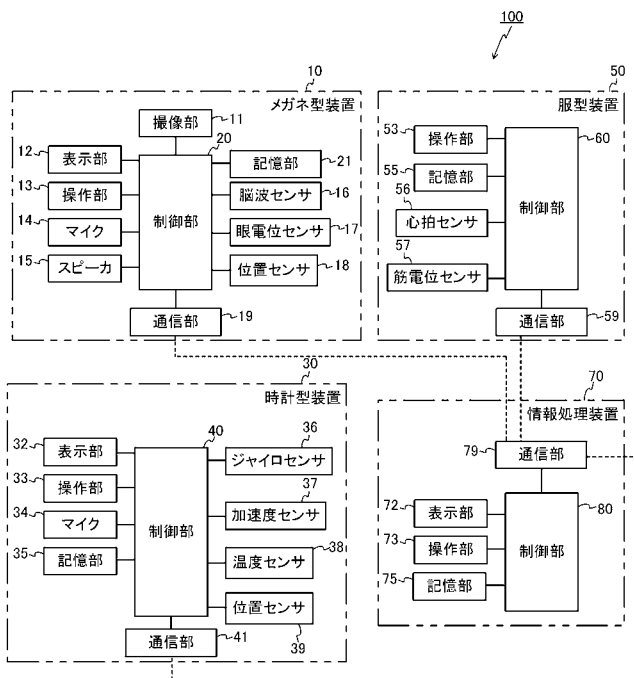 100
10
メガネ型装置
撮像部 11
20
12 表示部
記憶部 21
13 操作部
脳波センサ 16
14 マイク
制御部
眼電位センサ 17
15 スピーカ
位置センサ 18
通信部 19
50
服型装置
53 操作部
60
55 記憶部
56
心拍センサ
制御部
57
筋電位センサ
通信部 59
30
時計型装置
40
36
32 表示部
ジャイロセンサ
33 操作部
37
34 マイク
制御部
加速度センサ
35 記憶部
温度センサ 38
位置センサ
39
通信部 41
70
情報処理装置
79 通信部
72 表示部
80
73 操作部
制御部
75 記憶部